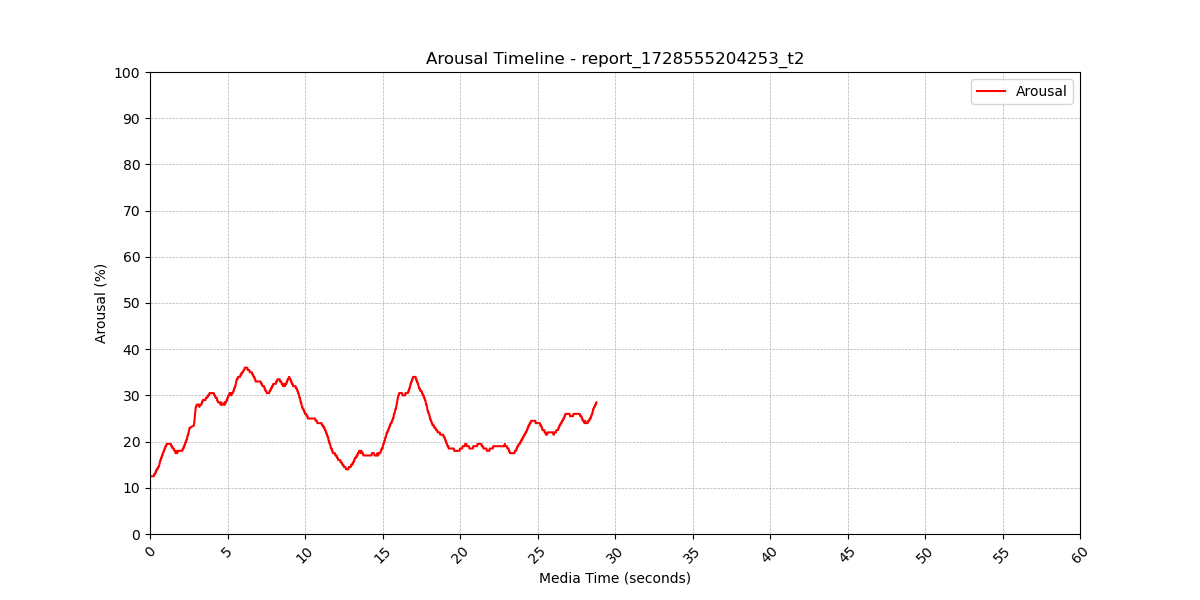 Arousal Timeline - report_1728555204253_t2
Arousal
100
90
80
70
60
50
40
30
20
10
0
Arousal (%)
0 5 10 15 20 25 30 35 40 45 50 55 60
Media Time (seconds)